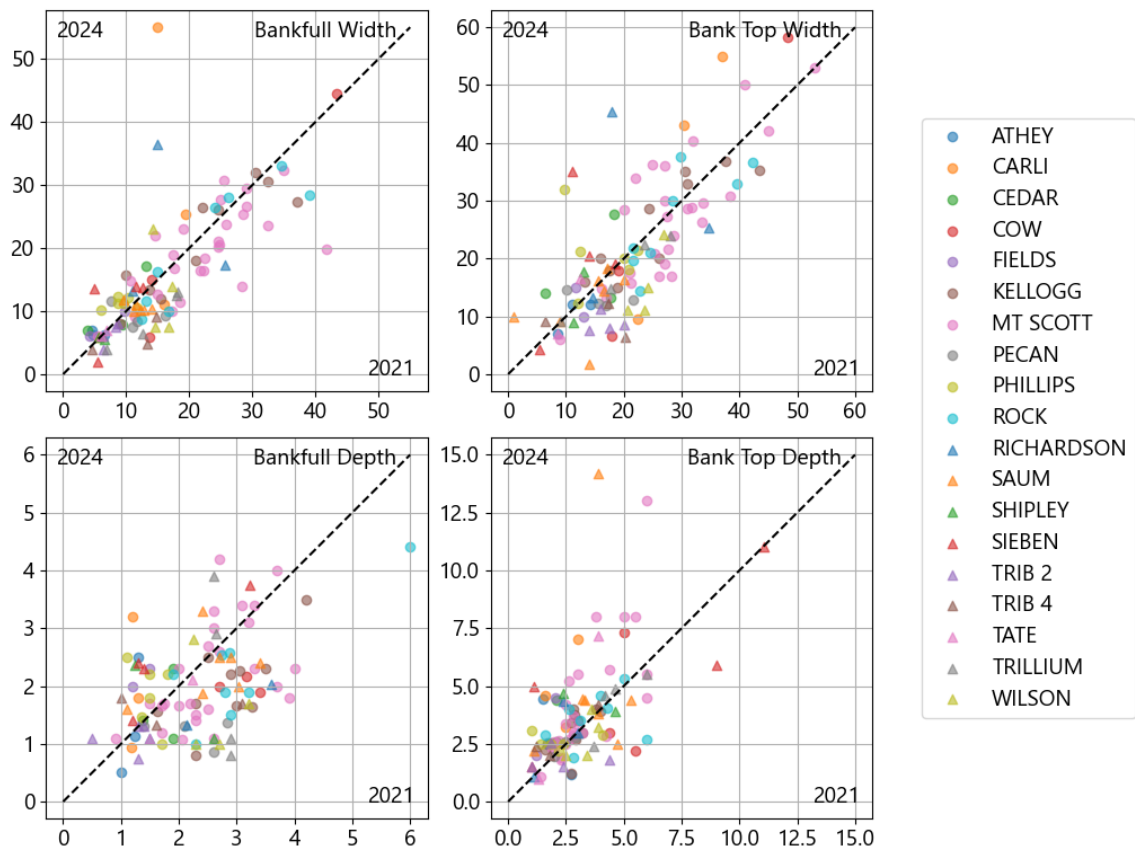 2024 Bankfull Width
50
40
30
20
10
0
0 10 20 30 40 50
2021
2024 Bank Top Width
60
50
40
30
20
10
0
0 10 20 30 40 50 60
2021
2024 Bankfull Depth
6
5
4
3
2
1
0
0 1 2 3 4 5 6
2021
2024 Bank Top Depth
15.0
12.5
10.0
7.5
5.0
2.5
0.0
0.0 2.5 5.0 7.5 10.0 12.5 15.0
2021
ATHEY
CARLI
CEDAR
COW
FIELDS
KELLOGG
MT SCOTT
PECAN
PHILLIPS
ROCK
RICHARDSON
SAUM
SHIPLEY
SIEBEN
TRIB 2
TRIB 4
TATE
TRILLIUM
WILSON